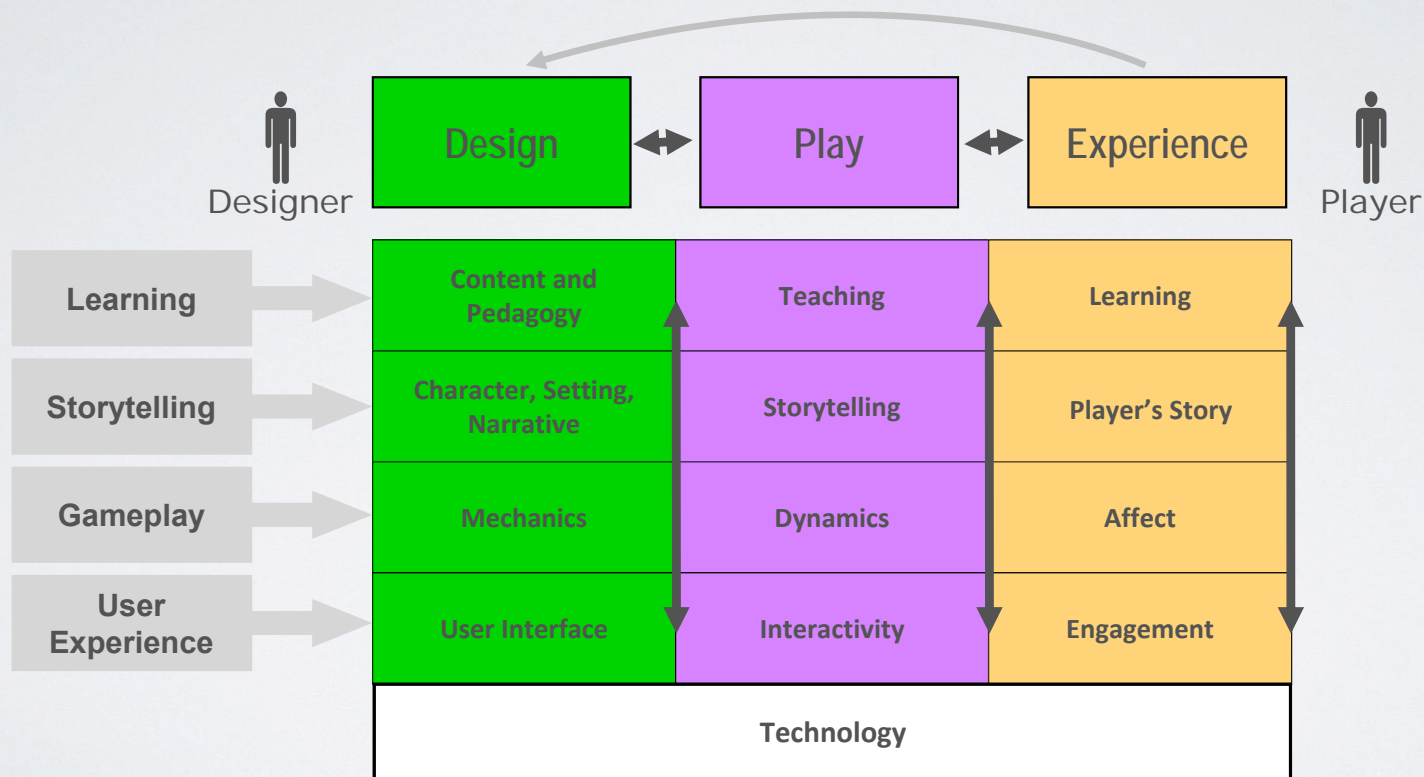 Design
Play
Experience
Designer
Player
Learning
Content and
Pedagogy
Teaching
Learning
Storytelling
Character, Setting,
Narrative
Storytelling
Player’s Story
Gameplay
Mechanics
Dynamics
Affect
User
Experience
User Interface
Interactivity
Engagement
Technology